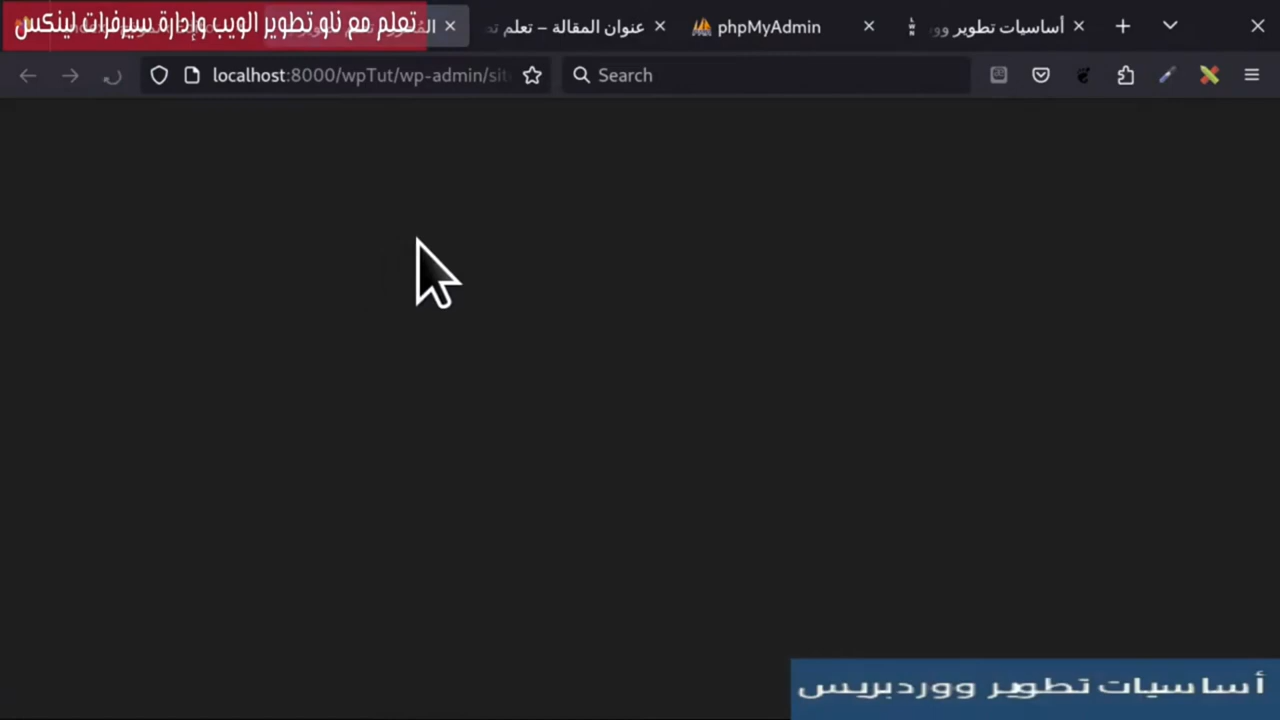 تعلم مع ناو تطوير الويب وإدارة سيرفرات لينكس
عنوان المقالة – تعلم
phpMyAdmin
أساسيات تطوير
localhost:8000/wpTut/wp-admin/sit
Search
أساسيات تطوير ووردبريس